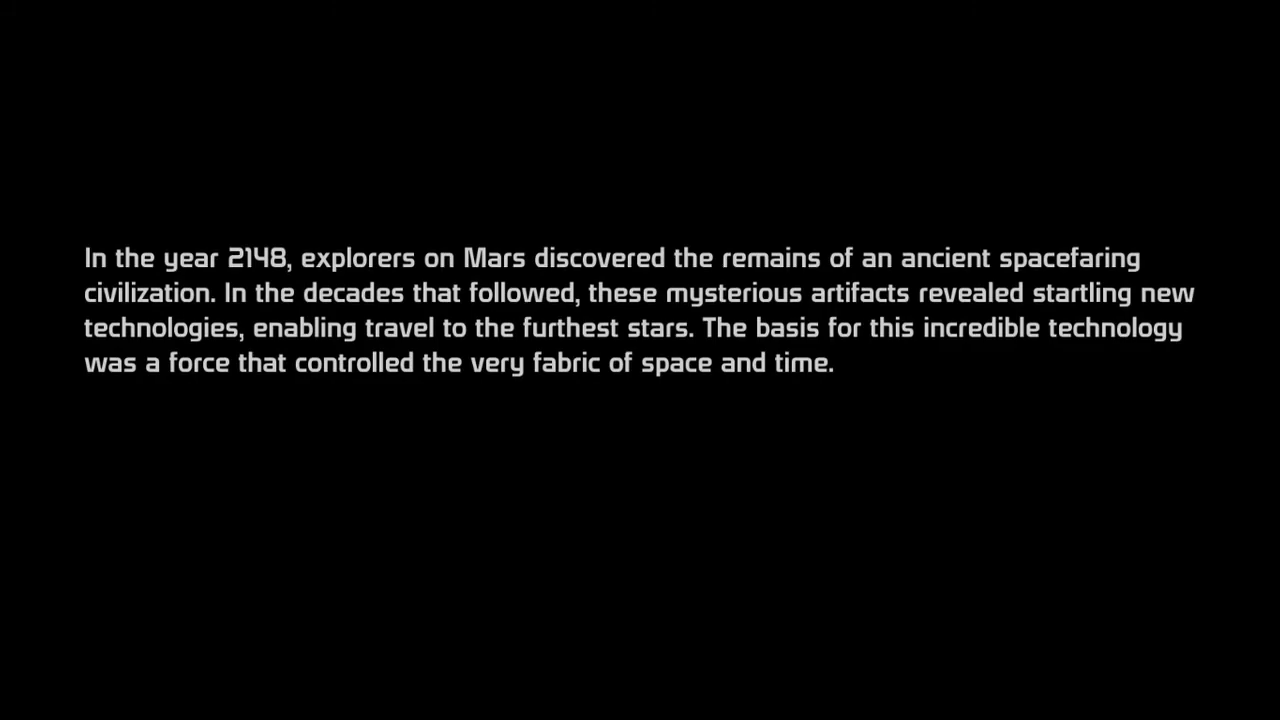 In the year 2148, explorers on Mars discovered the remains of an ancient spacefaring
civilization. In the decades that followed, these mysterious artifacts revealed startling new
technologies, enabling travel to the furthest stars. The basis for this incredible technology
was a force that controlled the very fabric of space and time.